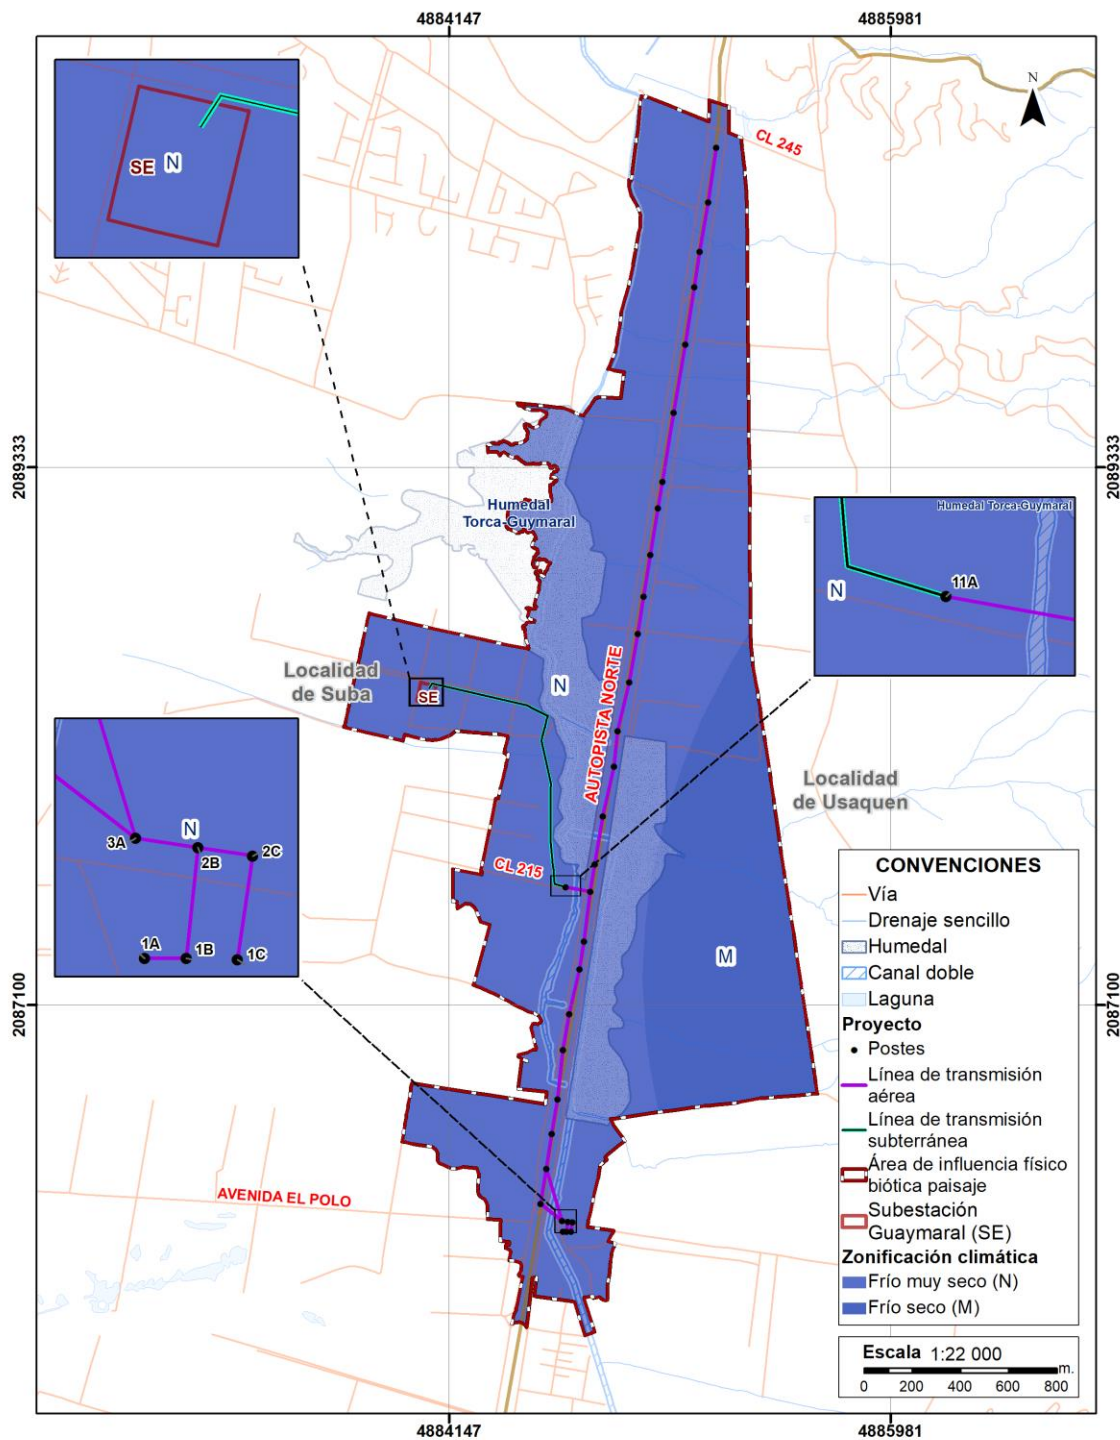 4884147
4885981
N
CL 245
SE N
2089333
2089333
Humedal
Torca-Guymaral
Humedal Torca-Guymaral
11A
N
Localidad
de Suba
SE
N
AUTOPISTA NORTE
Localidad
de Usaquen
3A
N
2B
2C
1A
1B
1C
CL 215
M
2087100
2087100
AVENIDA EL POLO
CONVENCIONES
Vía
Drenaje sencillo
Humedal
Canal doble
Laguna
Proyecto
Postes
Línea de transmisión
aérea
Línea de transmisión
subterránea
Área de influencia físico
biótica paisaje
Subestación
Guaymaral (SE)
Zonificación climática
Frío muy seco (N)
Frío seco (M)
Escala 1:22 000
m.
0 200 400 600 800
4884147
4885981